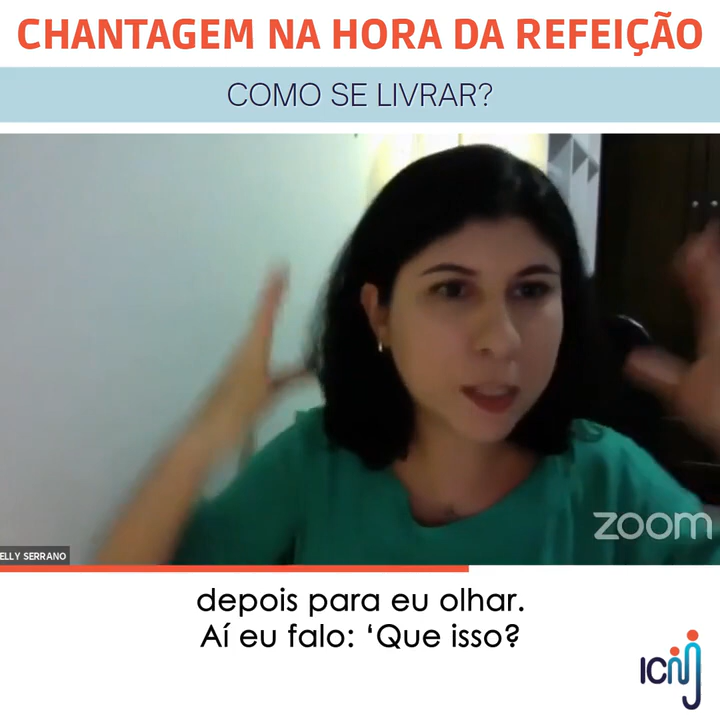 CHANTAGEM NA HORA DA REFEIÇÃO
COMO SE LIVRAR?
ELLY SERRANO
zoom
depois para eu olhar.
Aí eu falo: ‘Que isso?
ICNJ